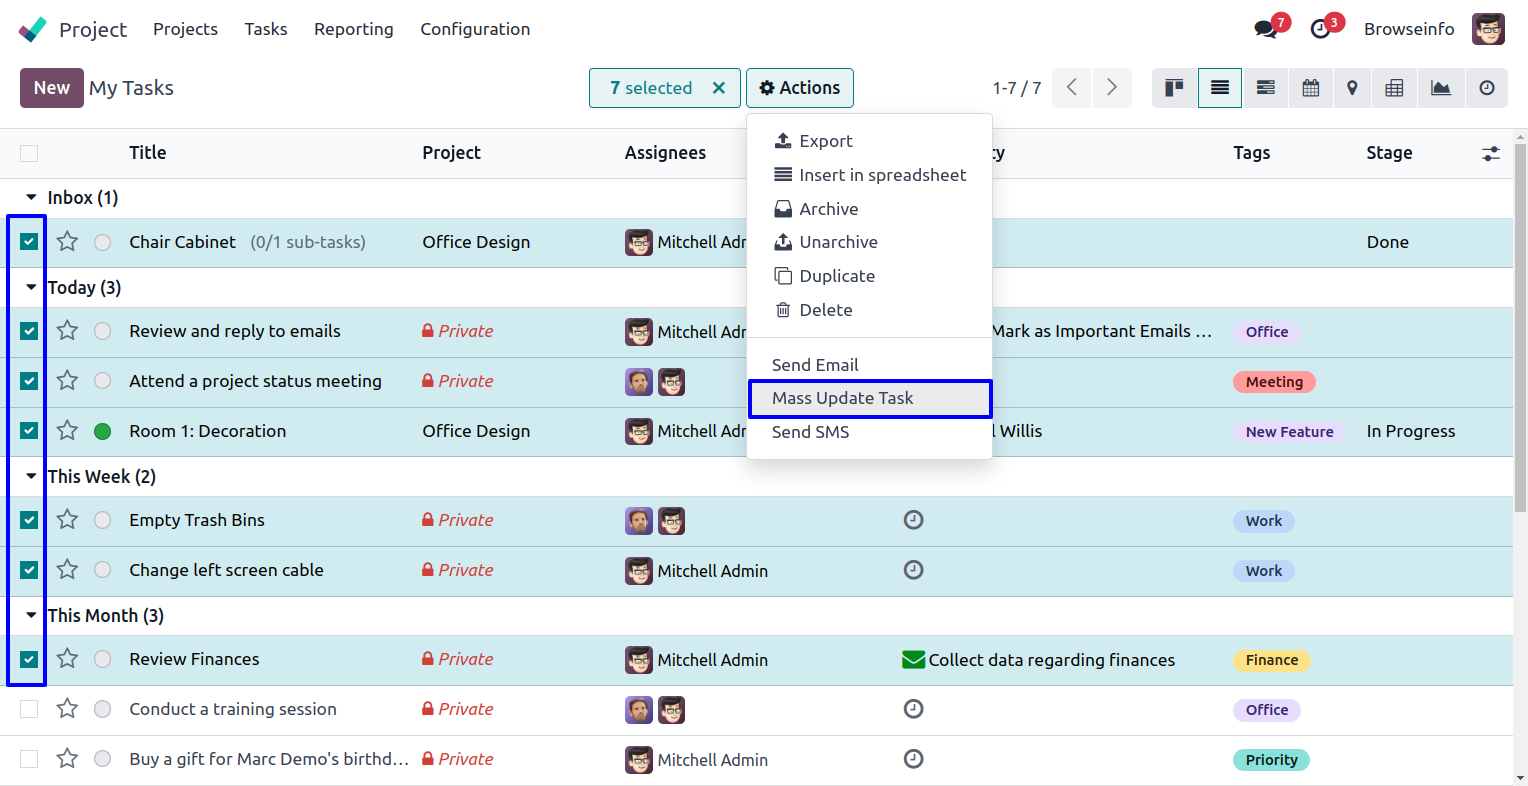 Project Projects Tasks Reporting Configuration 7 3 Browseinfo
New My Tasks 7 selected Actions 1-7 / 7
Title Project Assignees ty Tags Stage
Export
Insert in spreadsheet
Archive
Unarchive
Duplicate
Delete
Send Email
Mass Update Task
Send SMS
Inbox (1)
Chair Cabinet (0/1 sub-tasks) Office Design Mitchell Adm Done
Today (3)
Review and reply to emails Private Mitchell Adm Mark as Important Emails ... Office
Attend a project status meeting Private Meeting
Room 1: Decoration Office Design Mitchell Adm l Willis New Feature In Progress
This Week (2)
Empty Trash Bins Private Work
Change left screen cable Private Mitchell Admin Work
This Month (3)
Review Finances Private Mitchell Admin Collect data regarding finances Finance
Conduct a training session Private Office
Buy a gift for Marc Demo's birthd... Private Mitchell Admin Priority